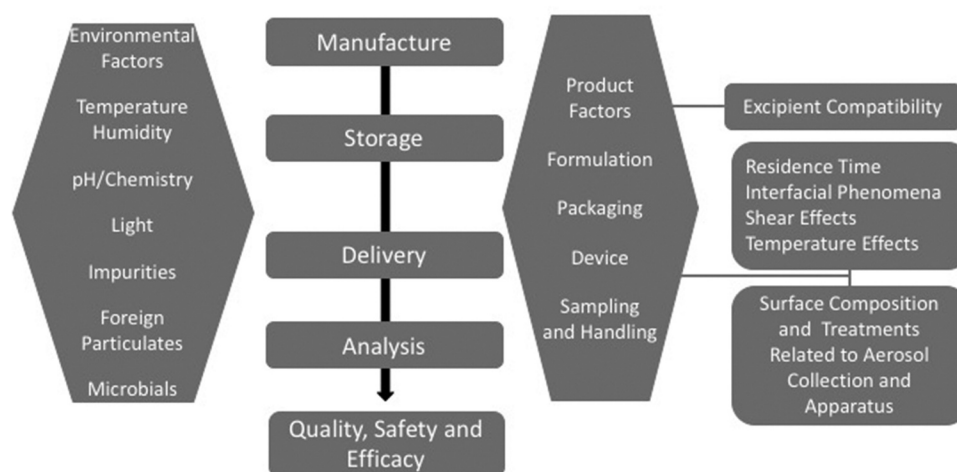 Environmental
Factors
Temperature
Humidity
pH/Chemistry
Light
Impurities
Foreign
Particulates
Microbials
Manufacture
Storage
Delivery
Analysis
Quality, Safety and
Efficacy
Product
Factors
Formulation
Packaging
Device
Sampling
and Handling
Excipient Compatibility
Residence Time
Interfacial Phenomena
Shear Effects
Temperature Effects
Surface Composition
and Treatments
Related to Aerosol
Collection and
Apparatus